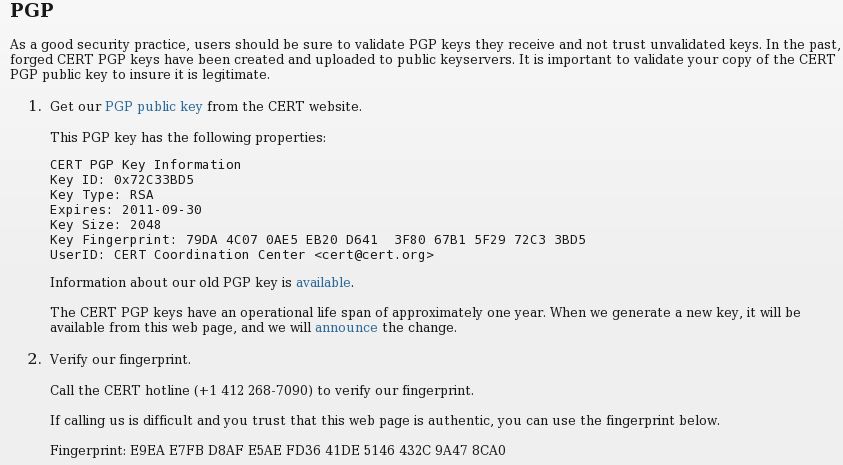 PGP
As a good security practice, users should be sure to validate PGP keys they receive and not trust unvalidated keys. In the past,
forged CERT PGP keys have been created and uploaded to public keyservers. It is important to validate your copy of the CERT
PGP public key to insure it is legitimate.
1. Get our PGP public key from the CERT website.
This PGP key has the following properties:
CERT PGP Key Information
Key ID: 0x72C33BD5
Key Type: RSA
Expires: 2011-09-30
Key Size: 2048
Key Fingerprint: 79DA 4C07 0AE5 EB20 D641  3F80 67B1 5F29 72C3 3BD5
UserID: CERT Coordination Center <cert@cert.org>
Information about our old PGP key is available.
The CERT PGP keys have an operational life span of approximately one year. When we generate a new key, it will be
available from this web page, and we will announce the change.
2. Verify our fingerprint.
Call the CERT hotline (+1 412 268-7090) to verify our fingerprint.
If calling us is difficult and you trust that this web page is authentic, you can use the fingerprint below.
Fingerprint: E9EA E7FB D8AF E5AE FD36 41DE 5146 432C 9A47 8CA0